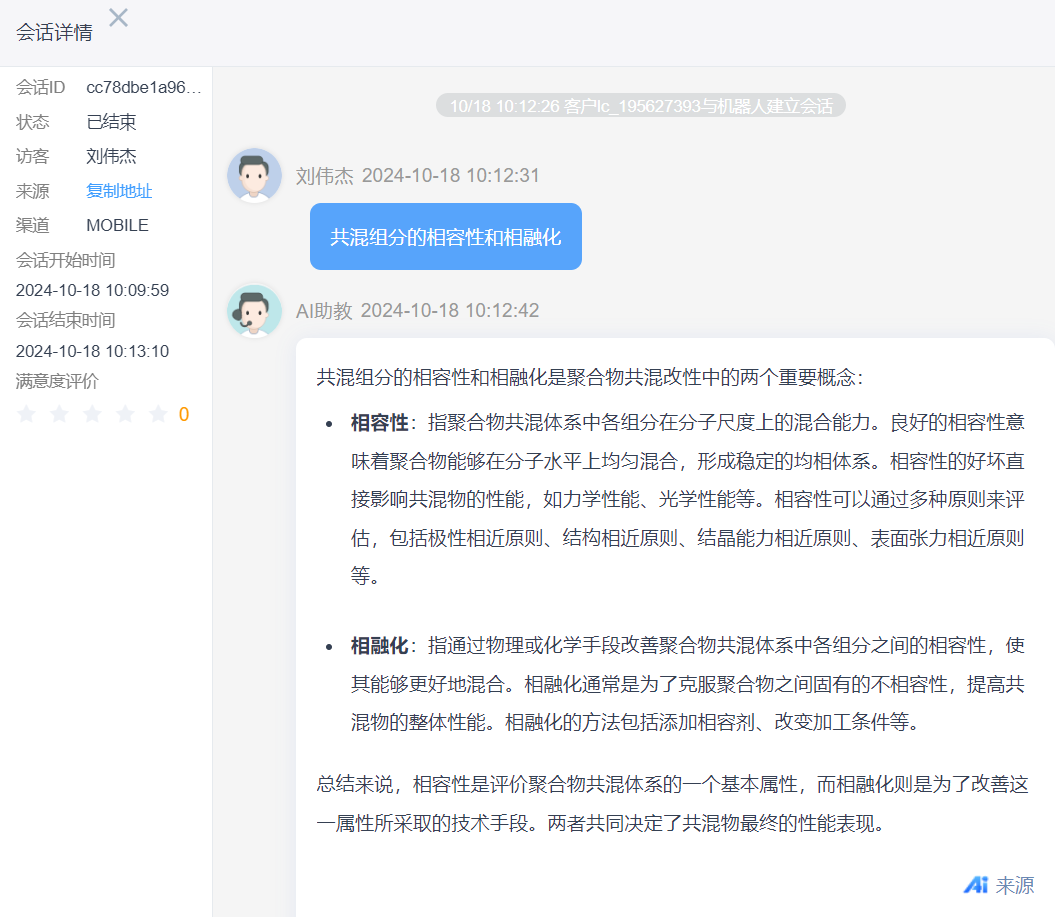 会话详情
会话ID cc78dbe1a96...
状态 已结束
访客 刘伟杰
来源 复制地址
渠道 MOBILE
会话开始时间
2024-10-18 10:09:59
会话结束时间
2024-10-18 10:13:10
满意度评价
0
10/18 10:12:26 客户lc_195627393与机器人建立会话
刘伟杰 2024-10-18 10:12:31
共混组分的相容性和相融化
AI助教 2024-10-18 10:12:42
共混组分的相容性和相融化是聚合物共混改性中的两个重要概念：
• 相容性：指聚合物共混体系中各组分在分子尺度上的混合能力。良好的相容性意
味着聚合物能够在分子水平上均匀混合，形成稳定的均相体系。相容性的好坏直
接影响共混物的性能，如力学性能、光学性能等。相容性可以通过多种原则来评
估，包括极性相近原则、结构相近原则、结晶能力相近原则、表面张力相近原则
等。
• 相融化：指通过物理或化学手段改善聚合物共混体系中各组分之间的相容性，使
其能够更好地混合。相融化通常是为了克服聚合物之间固有的不相容性，提高共
混物的整体性能。相融化的方法包括添加相容剂、改变加工条件等。
总结来说，相容性是评价聚合物共混体系的一个基本属性，而相融化则是为了改善这
一属性所采取的技术手段。两者共同决定了共混物最终的性能表现。
Ai 来源